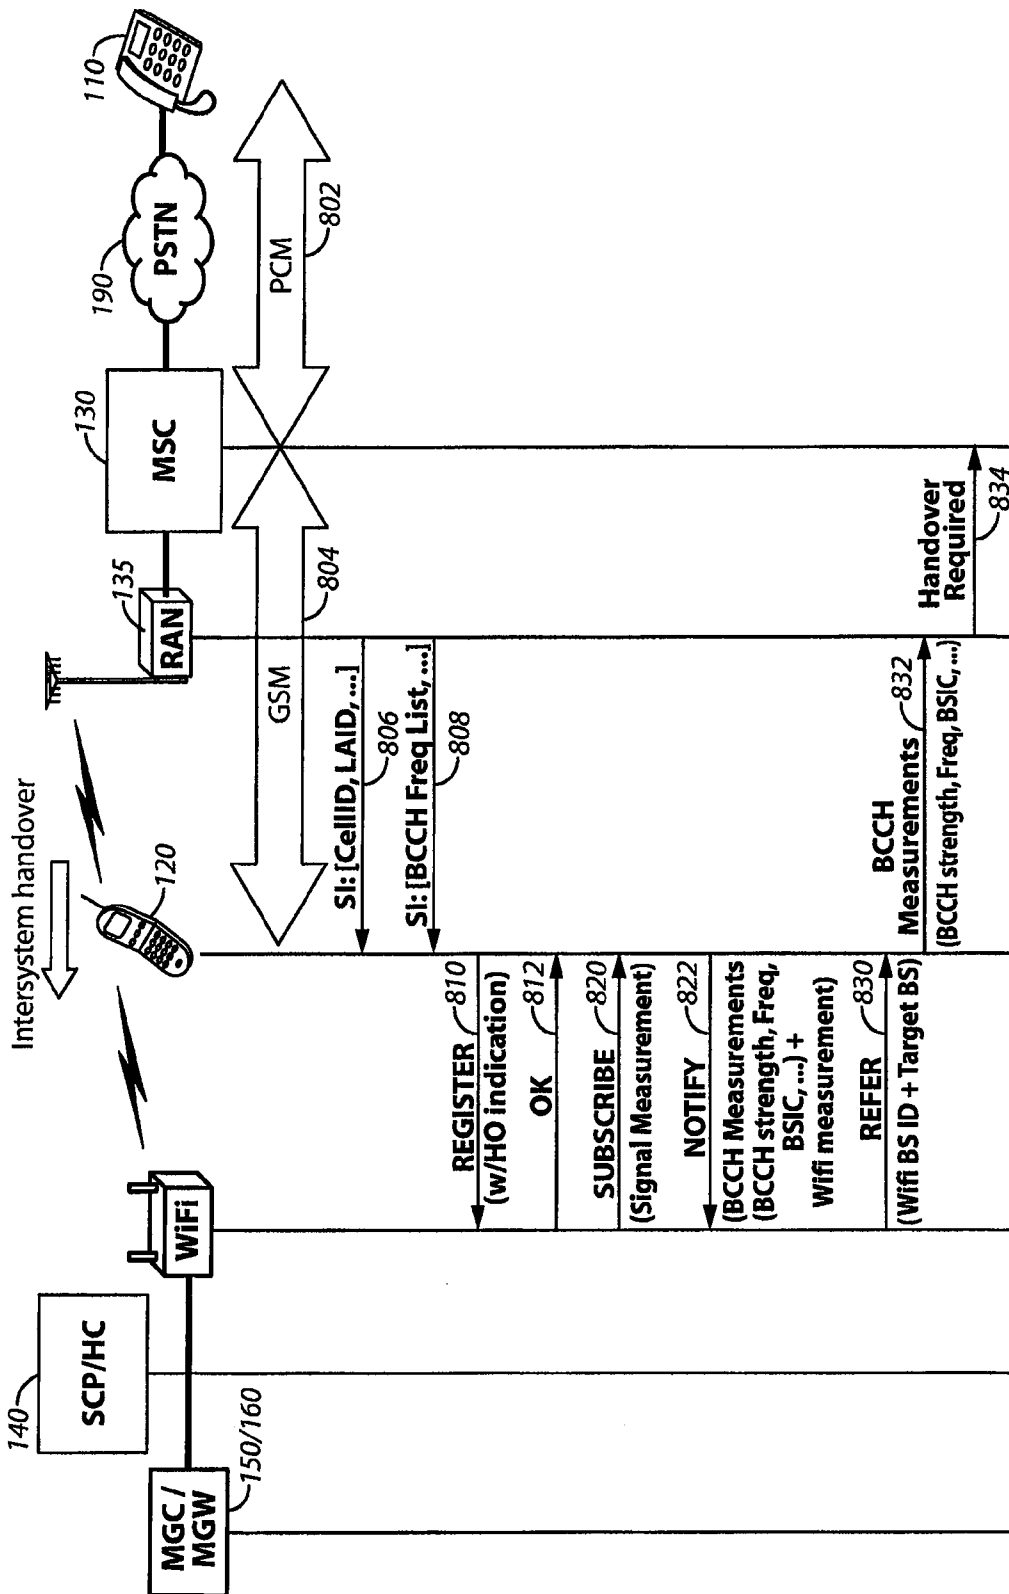 Intersystem handover
140
SCP/HC
MGC /
MGW
150/160
WiFi
120
RAN
135
MSC
130
PSTN
190
110
GSM
804
PCM
802
SI: [CellID, LAID, ...]
806
SI: [BCCH Freq List, ...]
808
REGISTER
810
(w/HO indication)
OK
812
SUBSCRIBE
820
(Signal Measurement)
NOTIFY
822
(BCCH Measurements
(BCCH strength, Freq,
BSIC, ...) +
Wifi measurement)
REFER
830
(Wifi BS ID + Target BS)
BCCH
Measurements
832
(BCCH strength, Freq, BSIC, ...)
Handover
Required
834